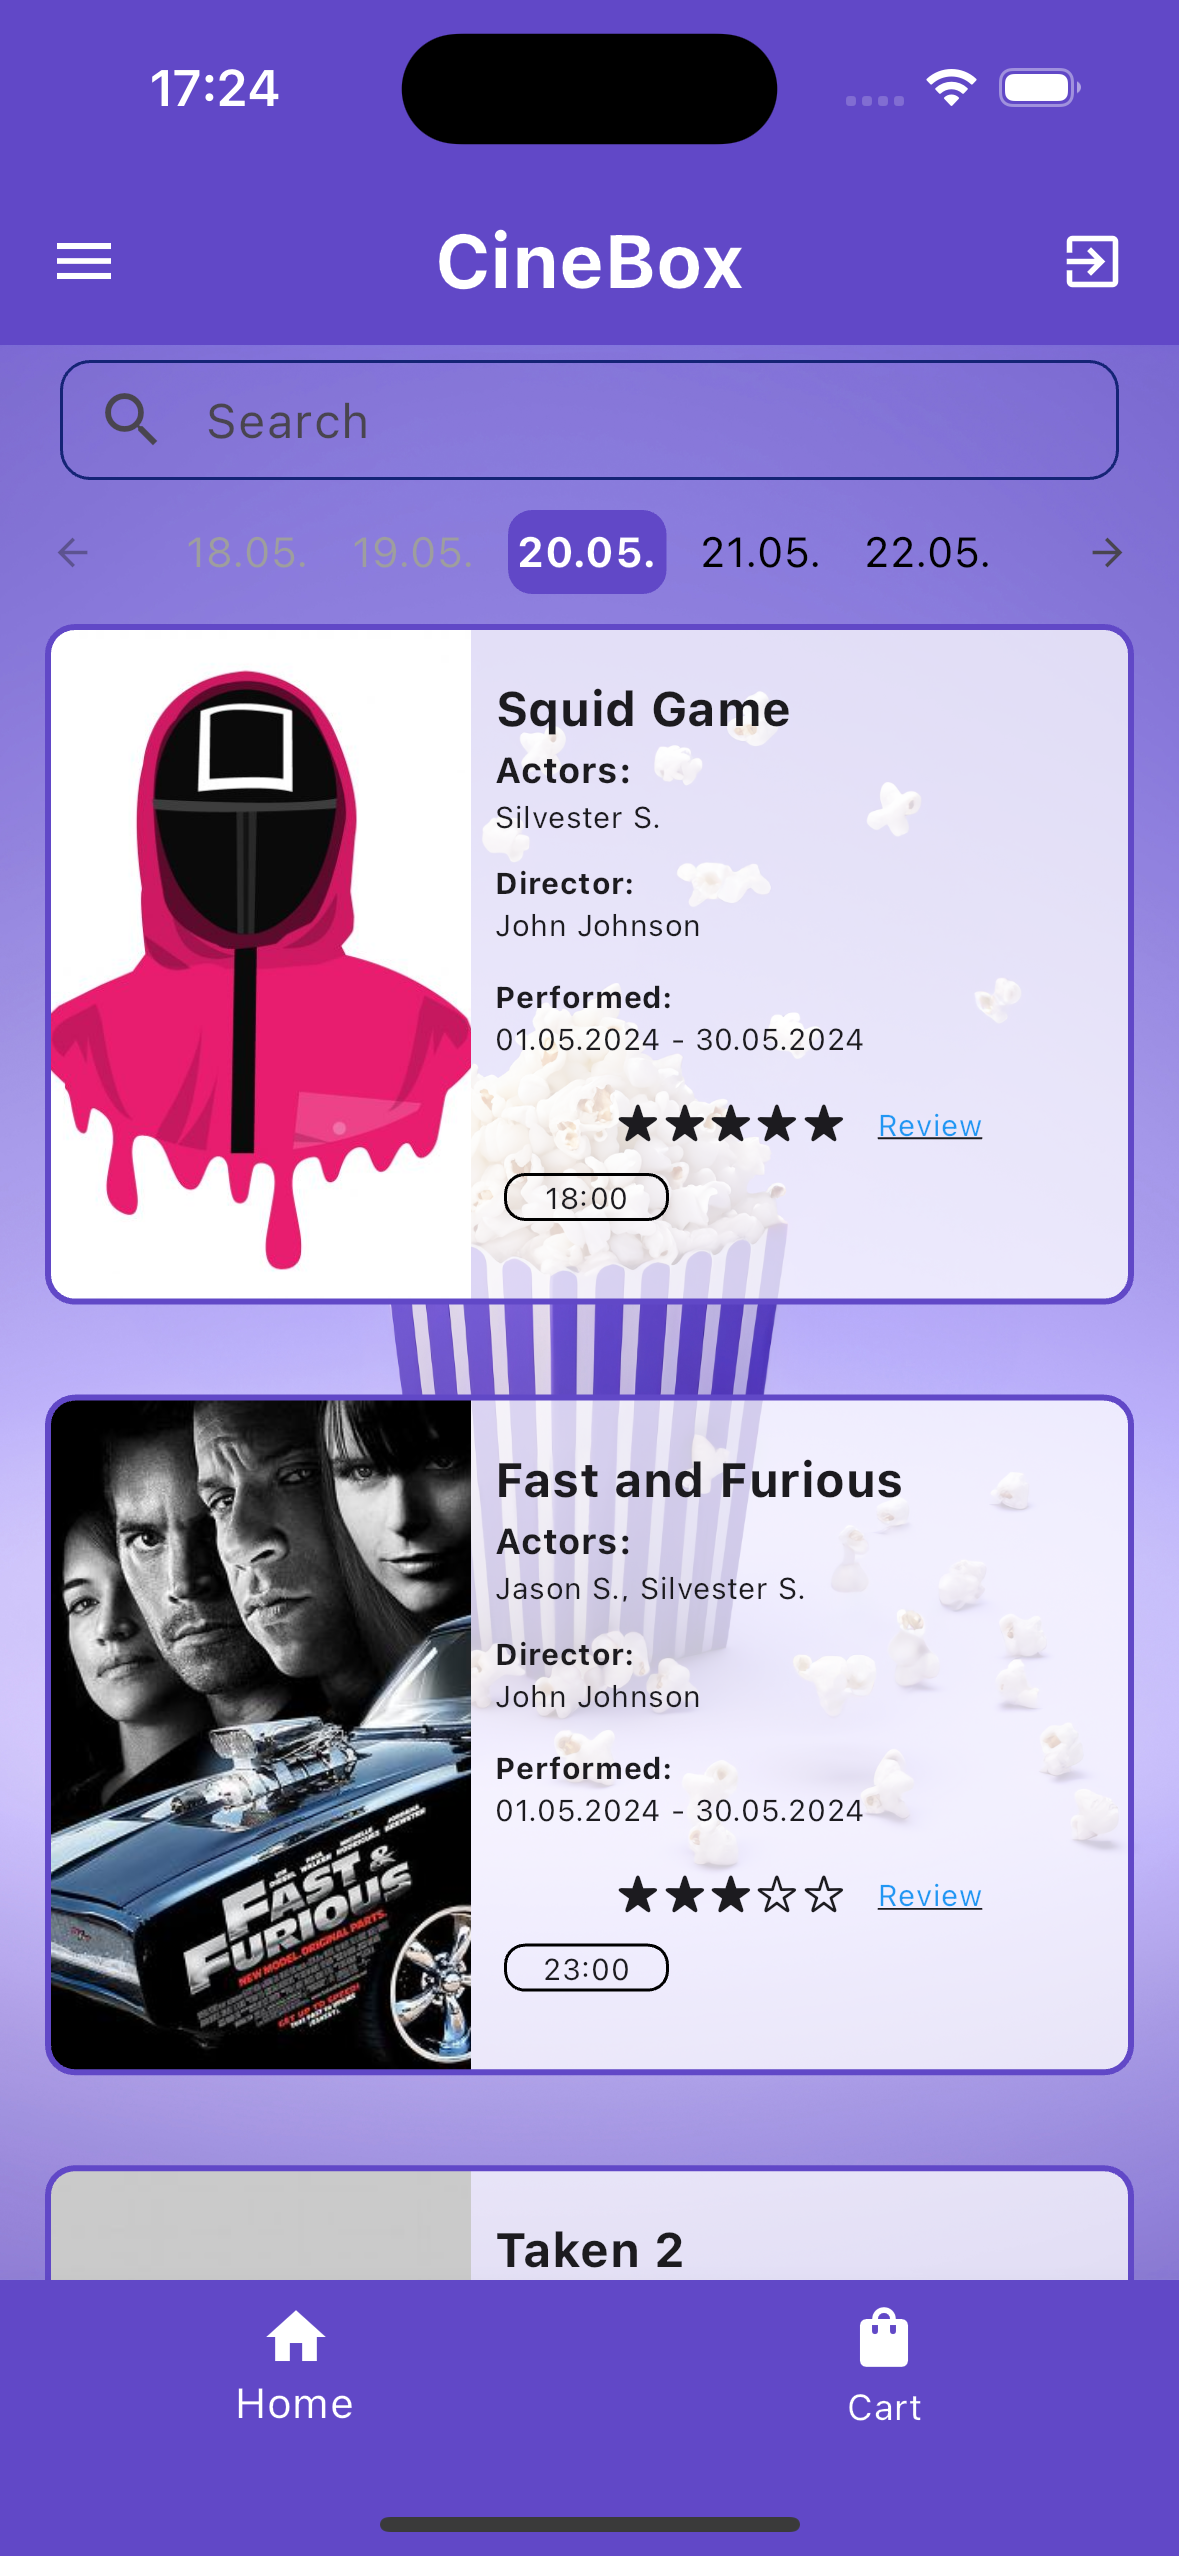 17:24
CineBox
Search
18.05. 19.05. 20.05. 21.05. 22.05.
Squid Game
Actors:
Silvester S.
Director:
John Johnson
Performed:
01.05.2024 - 30.05.2024
Review
18:00
Fast and Furious
Actors:
Jason S., Silvester S.
Director:
John Johnson
Performed:
01.05.2024 - 30.05.2024
Review
23:00
FAST &
FURIOUS
NEW MODEL. ORIGINAL PARTS.
Taken 2
Home
Cart